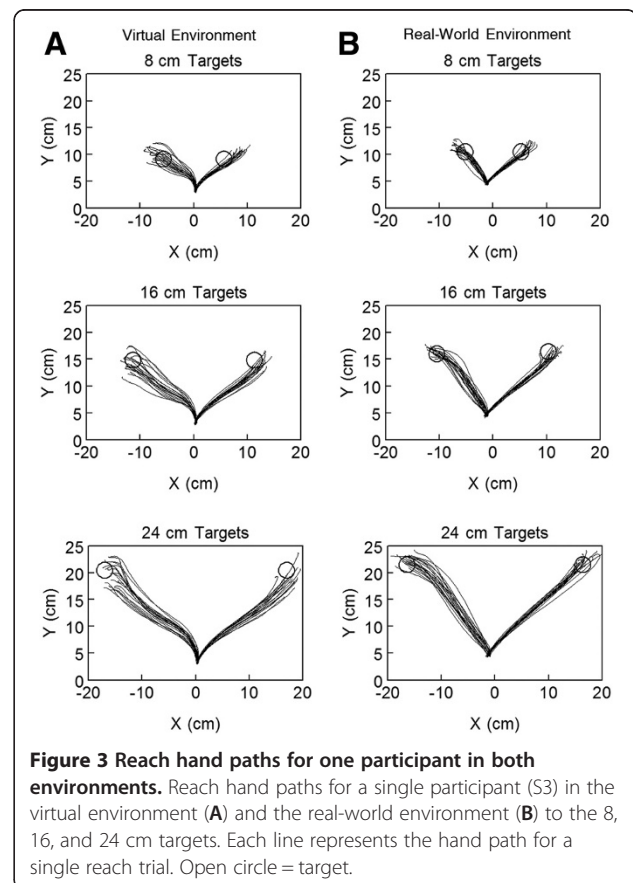 A
Virtual Environment
8 cm Targets
25
20
15
10
5
0
Y (cm)
-20 -10 0 10 20
X (cm)
16 cm Targets
25
20
15
10
5
0
Y (cm)
-20 -10 0 10 20
X (cm)
24 cm Targets
25
20
15
10
5
0
Y (cm)
-20 -10 0 10 20
X (cm)
B
Real-World Environment
8 cm Targets
25
20
15
10
5
0
Y (cm)
-20 -10 0 10 20
X (cm)
16 cm Targets
25
20
15
10
5
0
Y (cm)
-20 -10 0 10 20
X (cm)
24 cm Targets
25
20
15
10
5
0
Y (cm)
-20 -10 0 10 20
X (cm)
Figure 3 Reach hand paths for one participant in both
environments. Reach hand paths for a single participant (S3) in the
virtual environment (A) and the real-world environment (B) to the 8,
16, and 24 cm targets. Each line represents the hand path for a
single reach trial. Open circle = target.